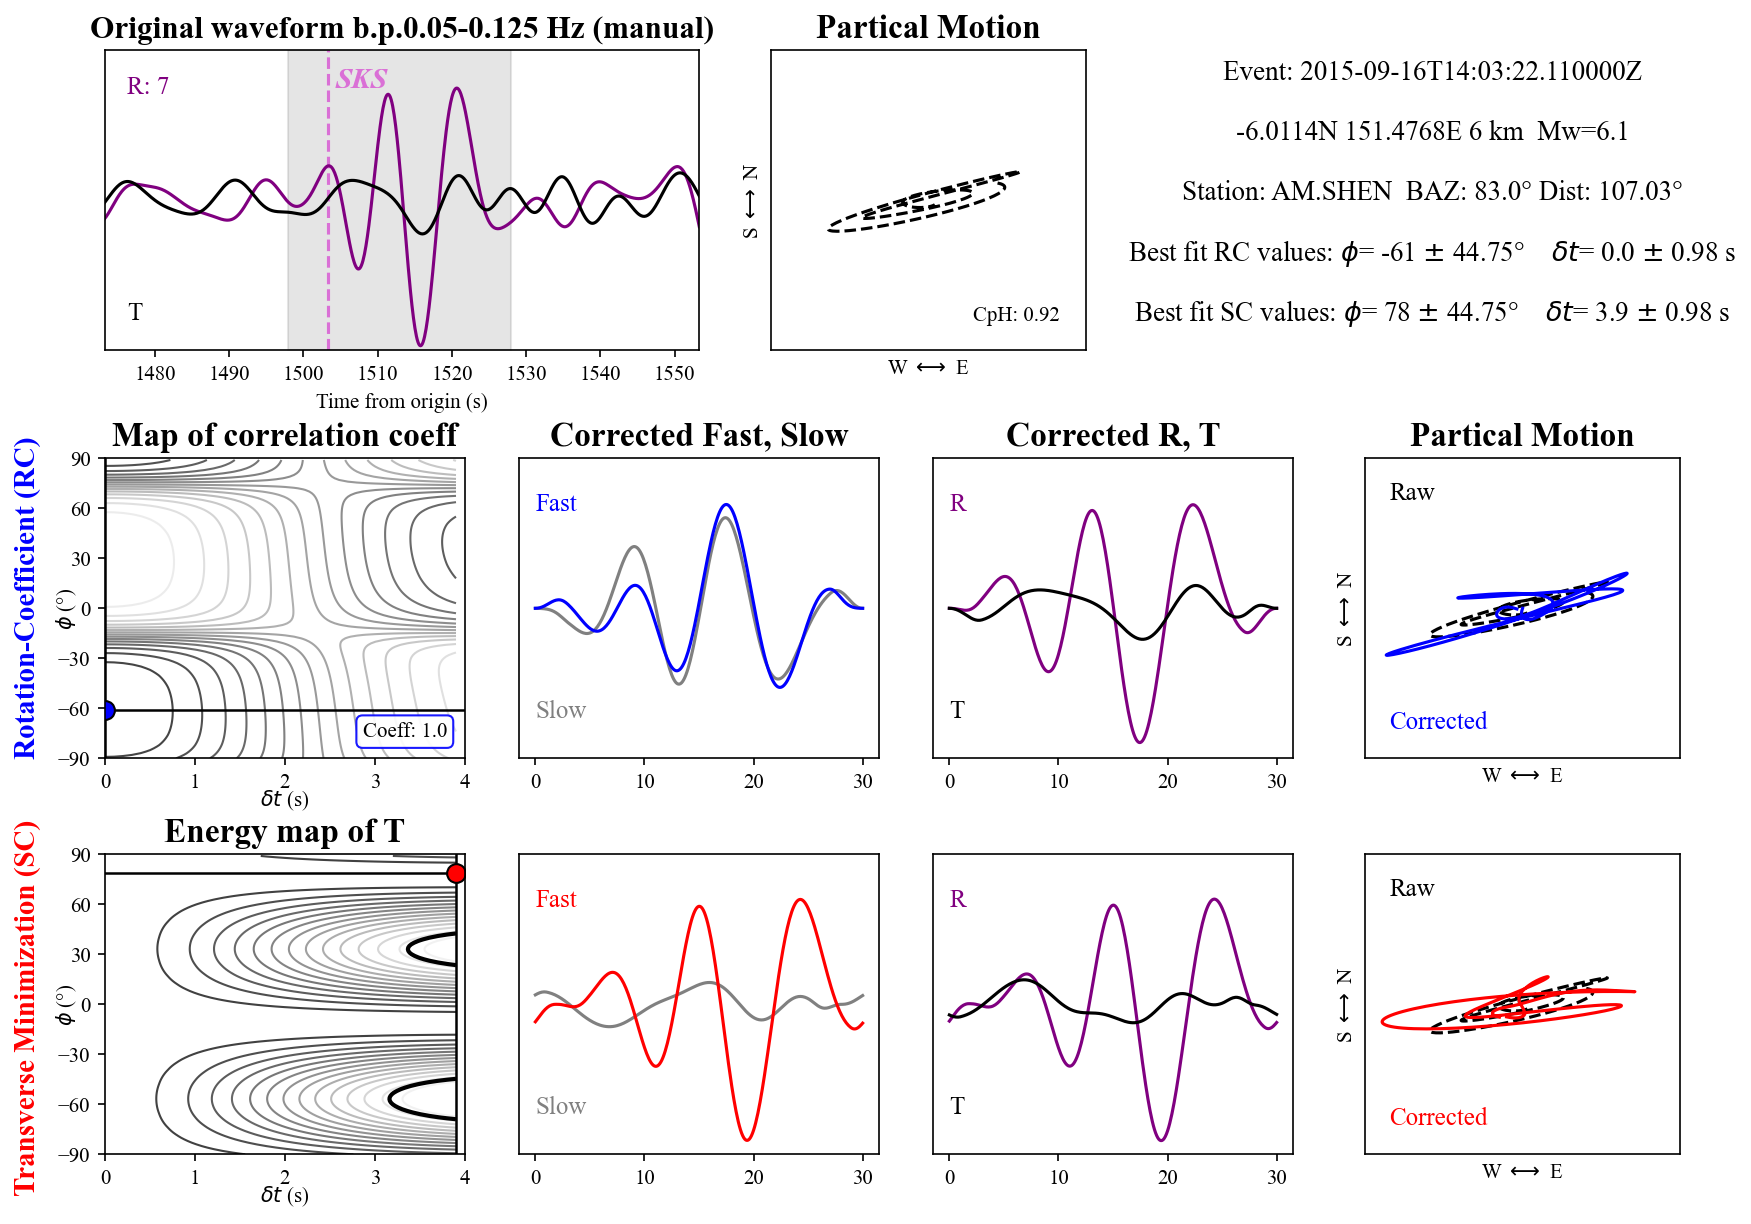 Original waveform b.p.0.05-0.125 Hz (manual)
R: 7
SKS
T
1480 1490 1500 1510 1520 1530 1540 1550
Time from origin (s)
Partical Motion
S ⟷ N
CpH: 0.92
W ⟷ E
Event: 2015-09-16T14:03:22.110000Z
-6.0114N 151.4768E 6 km Mw=6.1
Station: AM.SHEN BAZ: 83.0° Dist: 107.03°
Best fit RC values: ϕ= -61 ± 44.75° δt= 0.0 ± 0.98 s
Best fit SC values: ϕ= 78 ± 44.75° δt= 3.9 ± 0.98 s
Rotation-Coefficient (RC)
Map of correlation coeff
90
60
30
0
−30
−60
−90
ϕ (°)
Coeff: 1.0
0 1 2 3 4
δt (s)
Corrected Fast, Slow
Fast
Slow
0 10 20 30
Corrected R, T
R
T
0 10 20 30
Partical Motion
Raw
S ⟷ N
Corrected
W ⟷ E
Transverse Minimization (SC)
Energy map of T
90
60
30
0
−30
−60
−90
ϕ (°)
0 1 2 3 4
δt (s)
Fast
Slow
0 10 20 30
R
T
0 10 20 30
Raw
S ⟷ N
Corrected
W ⟷ E